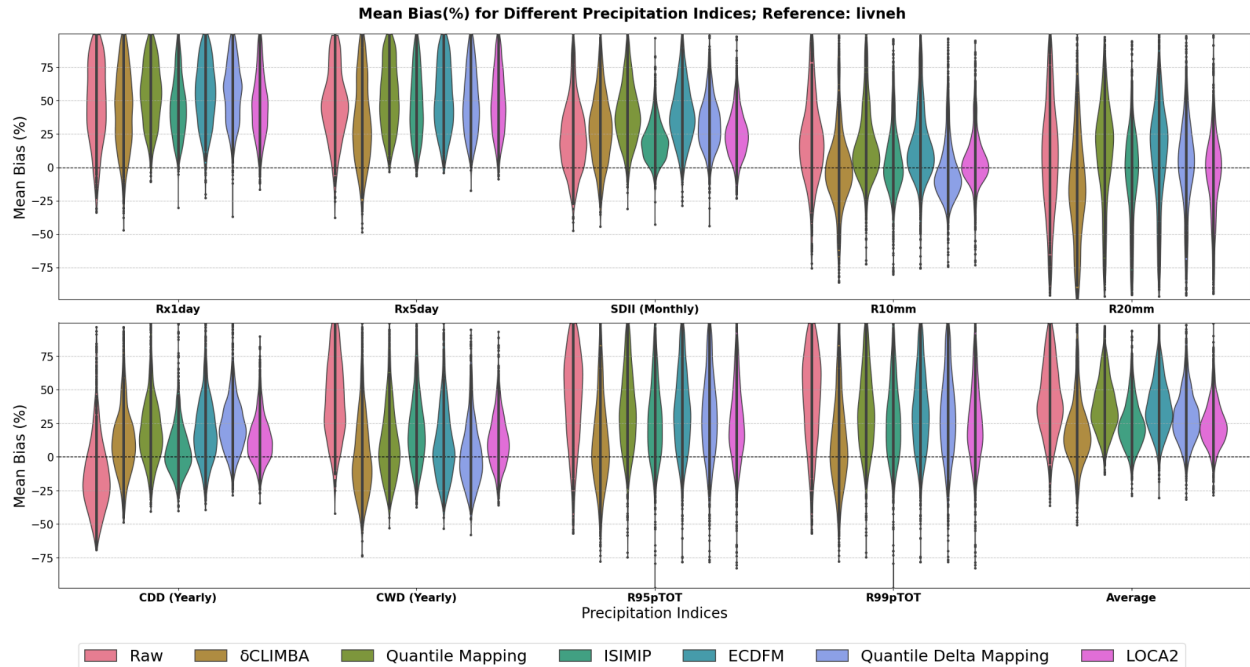 Mean Bias(%) for Different Precipitation Indices; Reference: livneh
Mean Bias (%)
75
50
25
0
−25
−50
−75
Rx1day Rx5day SDII (Monthly) R10mm R20mm
Mean Bias (%)
75
50
25
0
−25
−50
−75
CDD (Yearly) CWD (Yearly) R95pTOT R99pTOT Average
Precipitation Indices
Raw δCLIMBA Quantile Mapping ISIMIP ECDFM Quantile Delta Mapping LOCA2